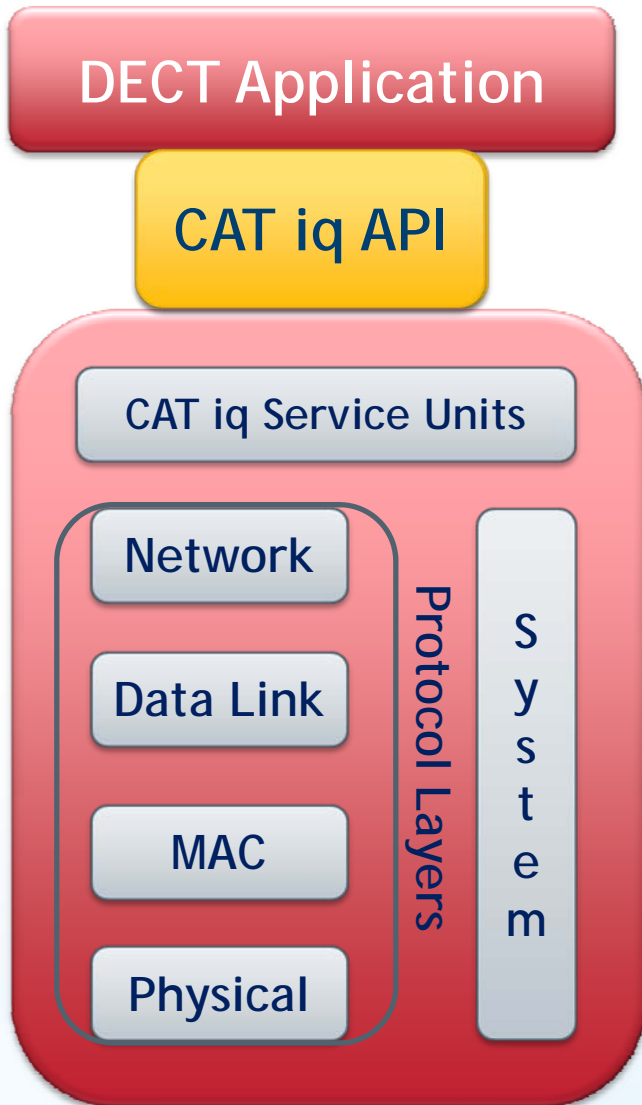 DECT Application
CAT iq API
CAT iq Service Units
Network
Data Link
MAC
Physical
Protocol Layers
System